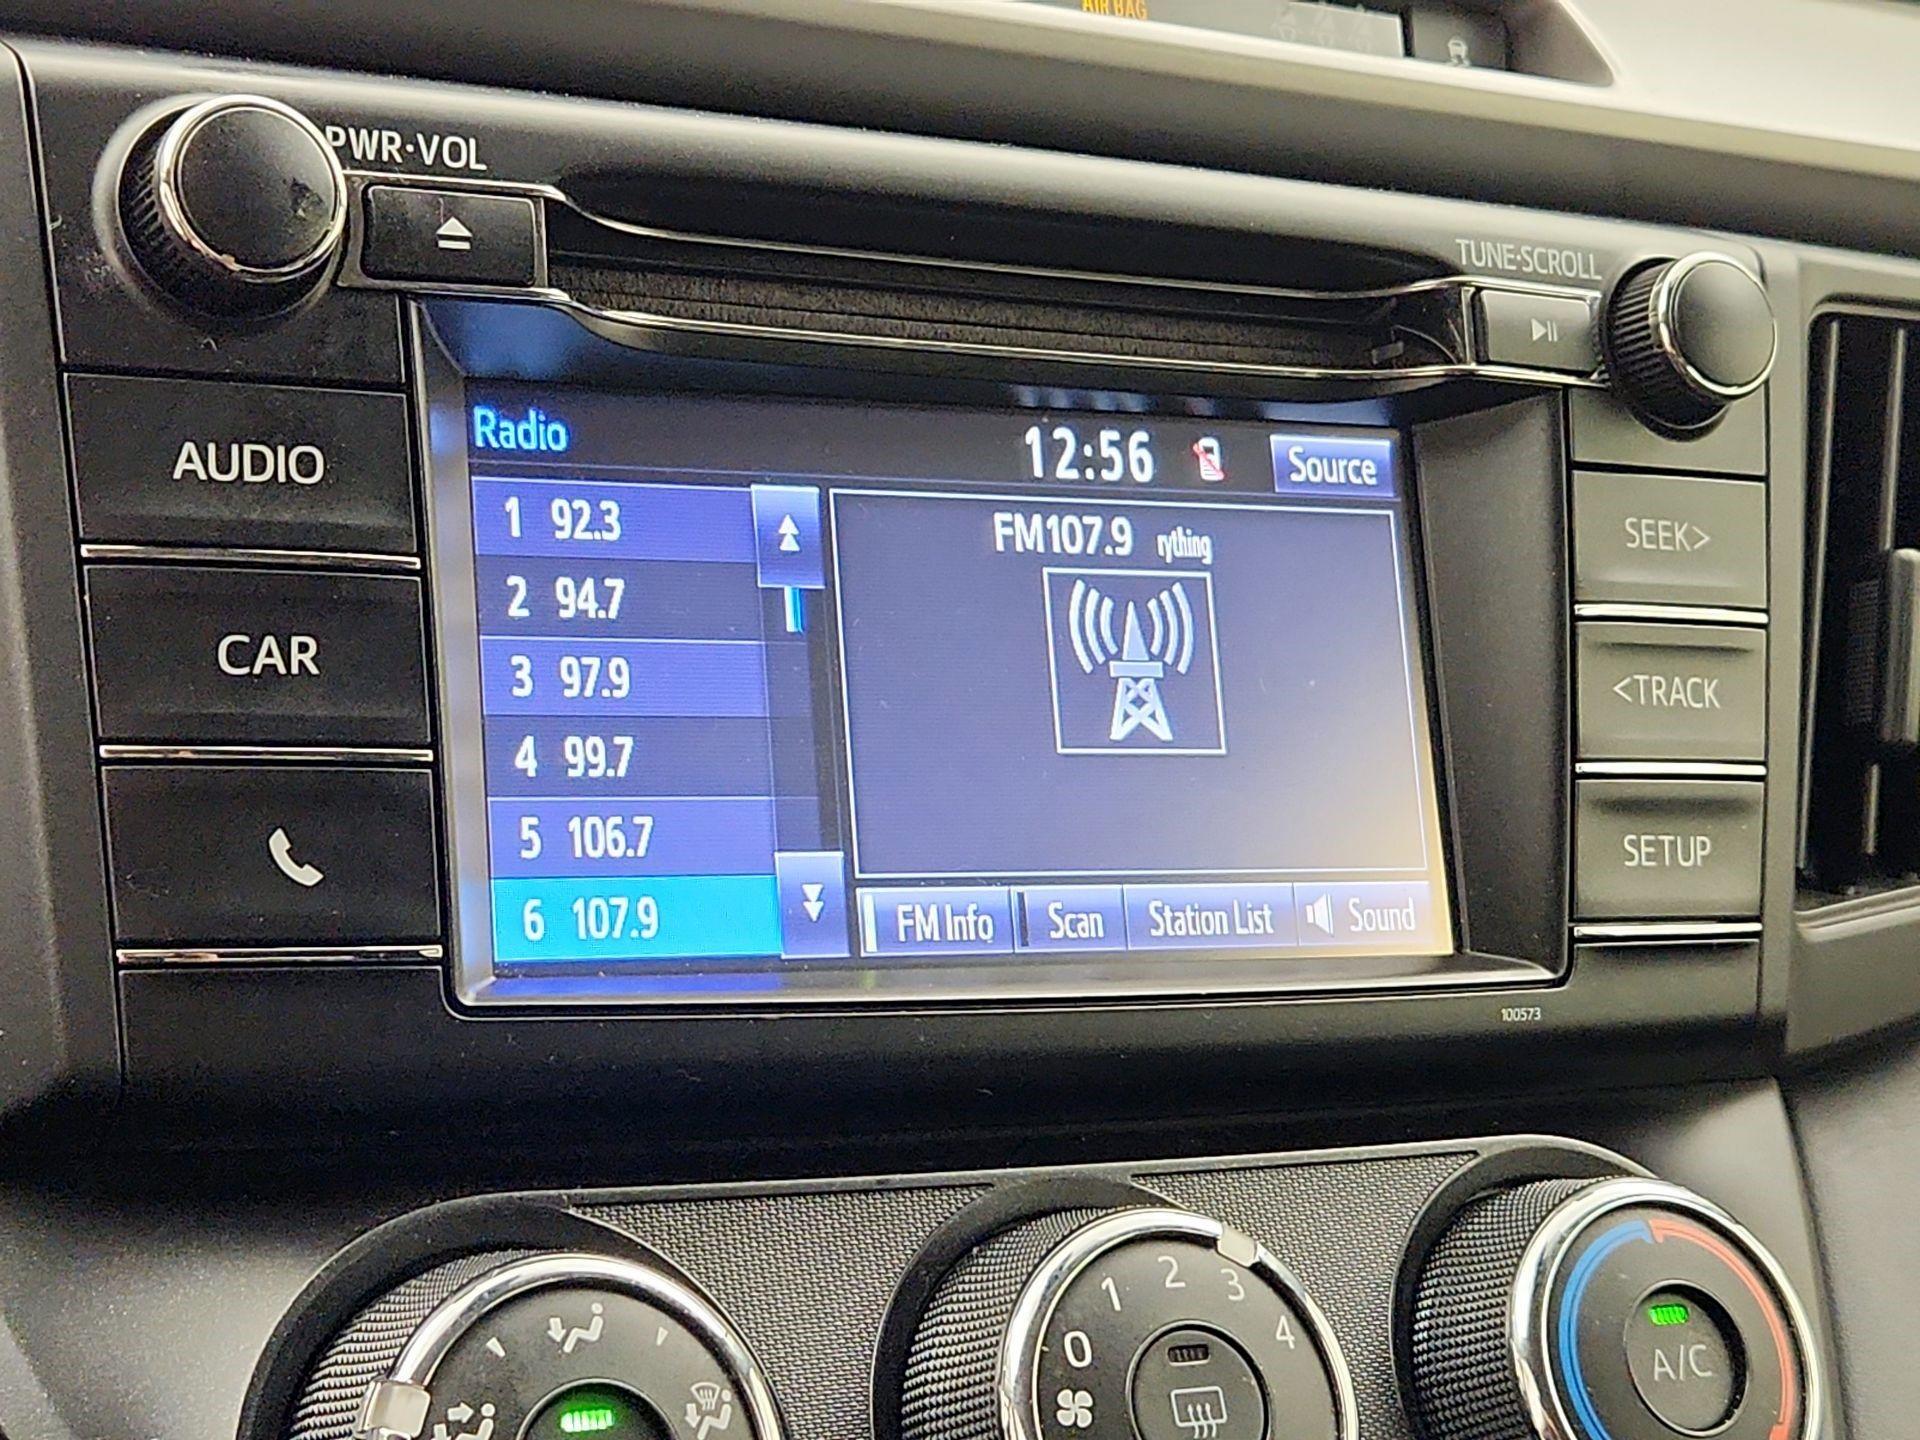 AIR BAG
PWR·VOL
TUNE·SCROLL
AUDIO
CAR
Radio
12:56
Source
1 92.3
2 94.7
3 97.9
4 99.7
5 106.7
6 107.9
FM107.9 rything
FM Info
Scan
Station List
Sound
SEEK>
<TRACK
SETUP
100573
0 1 2 3 4
A/C